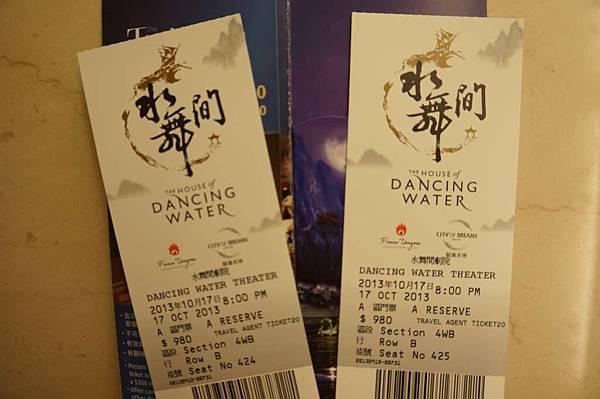 水舞間
THE HOUSE of
DANCING
WATER
Franco Dragone
CITY OF DREAMS
新濠天地
水舞間劇院
DANCING WATER THEATER
2013年10月17日 8:00 PM
17 OCT 2013
A 區門票 A RESERVE
$ 980 TRAVEL AGENT TICKET20
區段 Section 4WB
行 Row B
座號 Seat No 424
水舞間
THE HOUSE of
DANCING
WATER
Franco Dragone
CITY OF DREAMS
新濠天地
水舞間劇院
DANCING WATER THEATER
2013年10月17日 8:00 PM
17 OCT 2013
A 區門票 A RESERVE
$ 980 TRAVEL AGENT TICKET20
區段 Section 4WB
行 Row B
座號 Seat No 425